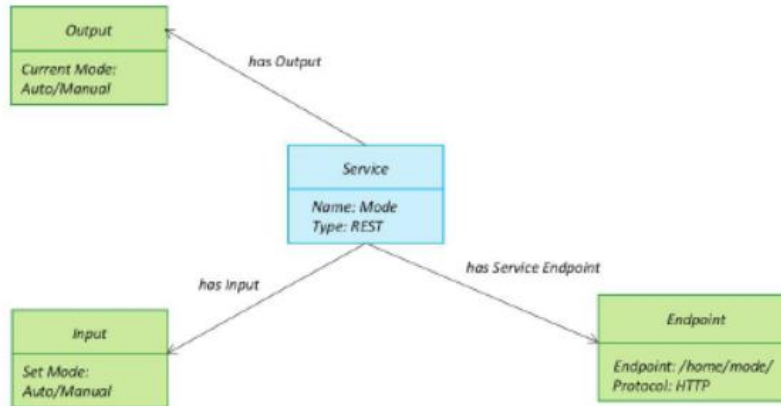 Output
Current Mode:
Auto/Manual
has Output
Service
Name: Mode
Type: REST
has Input
has Service Endpoint
Input
Set Mode:
Auto/Manual
Endpoint
Endpoint: /home/mode/
Protocol: HTTP